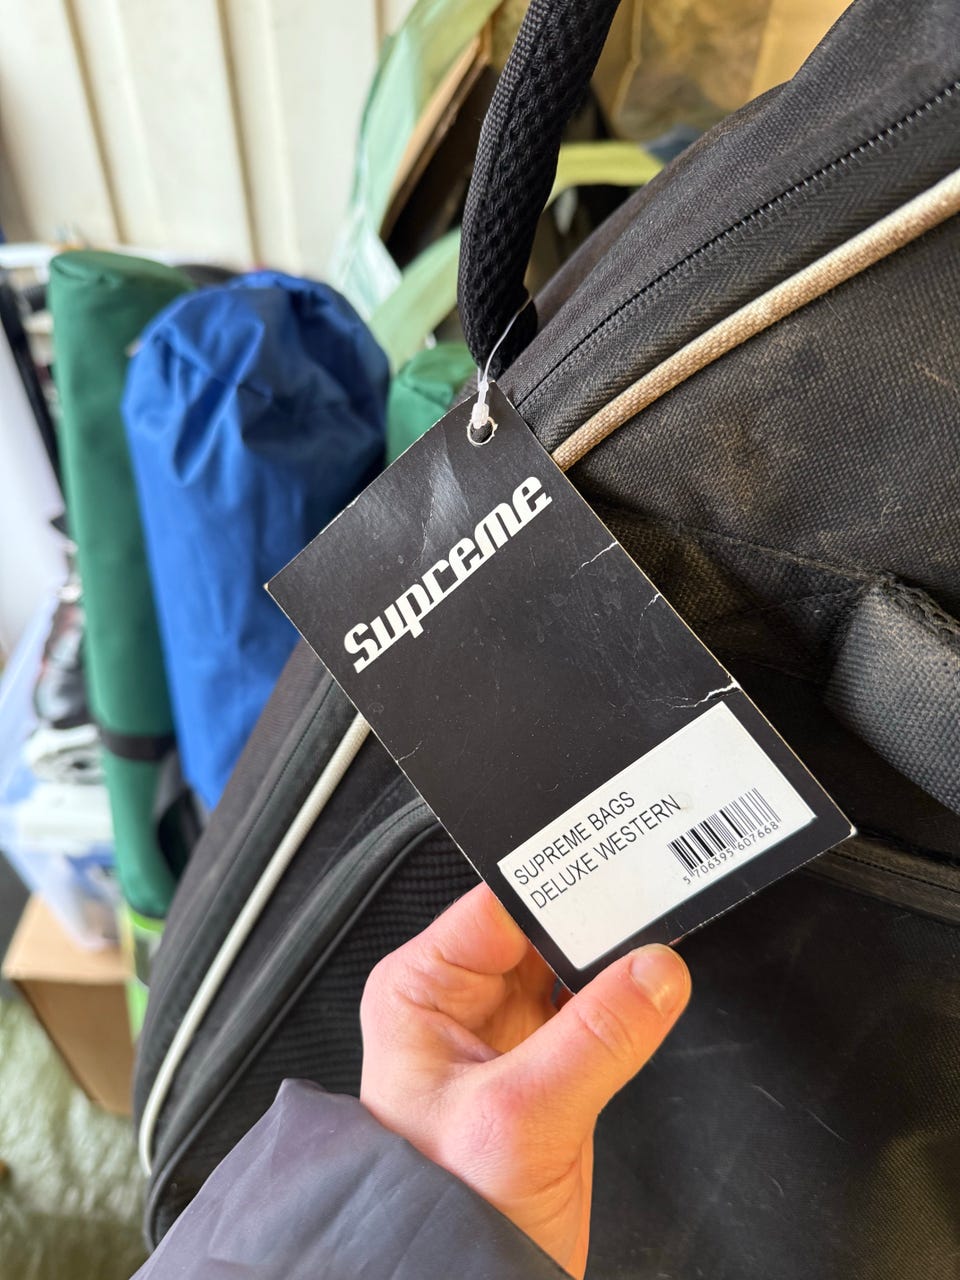 supreme
SUPREME BAGS
DELUXE WESTERN
5 706395 607668